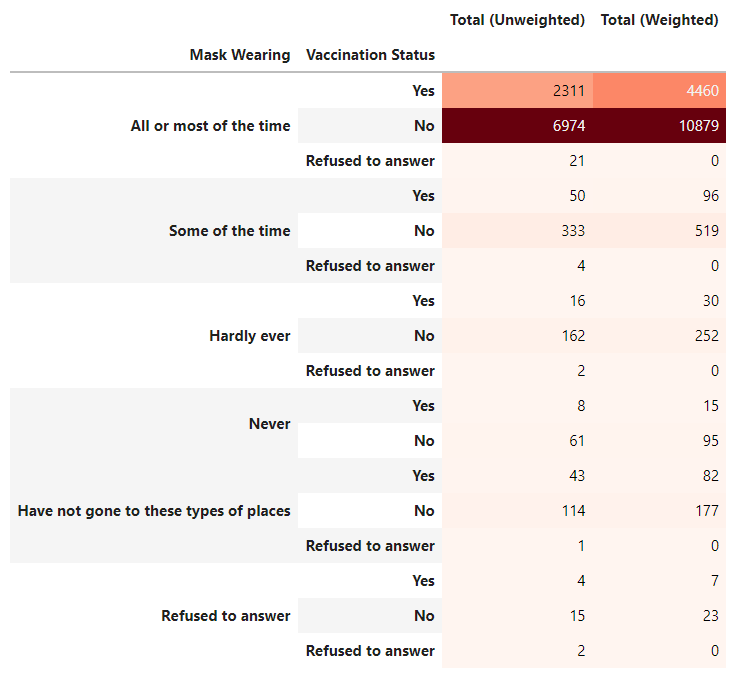 Total (Unweighted) Total (Weighted)
Mask Wearing Vaccination Status
Yes 2311 4460
All or most of the time No 6974 10879
Refused to answer 21 0
Yes 50 96
Some of the time No 333 519
Refused to answer 4 0
Yes 16 30
Hardly ever No 162 252
Refused to answer 2 0
Never Yes 8 15
No 61 95
Yes 43 82
Have not gone to these types of places No 114 177
Refused to answer 1 0
Yes 4 7
Refused to answer No 15 23
Refused to answer 2 0